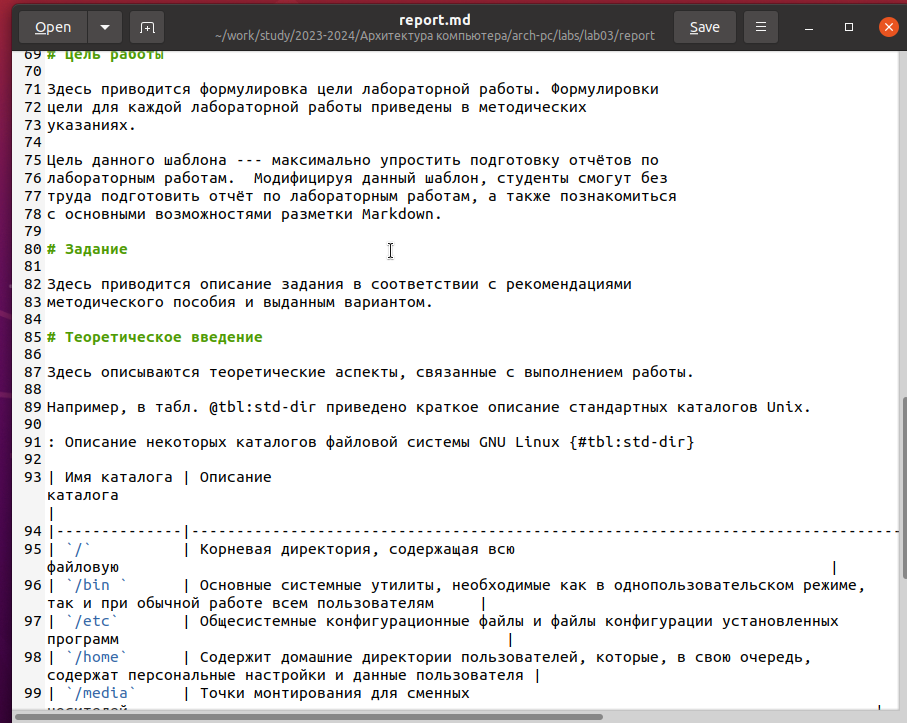 Open
report.md
~/work/study/2023-2024/Архитектура компьютера/arch-pc/labs/lab03/report
Save
69 # Цель работы
70
71 Здесь приводится формулировка цели лабораторной работы. Формулировки
72 цели для каждой лабораторной работы приведены в методических
73 указаниях.
74
75 Цель данного шаблона --- максимально упростить подготовку отчётов по
76 лабораторным работам.  Модифицируя данный шаблон, студенты смогут без
77 труда подготовить отчёт по лабораторным работам, а также познакомиться
78 с основными возможностями разметки Markdown.
79
80 # Задание
81
82 Здесь приводится описание задания в соответствии с рекомендациями
83 методического пособия и выданным вариантом.
84
85 # Теоретическое введение
86
87 Здесь описываются теоретические аспекты, связанные с выполнением работы.
88
89 Например, в табл. @tbl:std-dir приведено краткое описание стандартных каталогов Unix.
90
91 : Описание некоторых каталогов файловой системы GNU Linux {#tbl:std-dir}
92
93 | Имя каталога | Описание
каталога
|
94 |--------------|-------------------------------------------------------------------------------
95 | `/`          | Корневая директория, содержащая всю
файловую |
96 | `/bin `      | Основные системные утилиты, необходимые как в однопользовательском режиме,
так и при обычной работе всем пользователям |
97 | `/etc`       | Общесистемные конфигурационные файлы и файлы конфигурации установленных
программ |
98 | `/home`      | Содержит домашние директории пользователей, которые, в свою очередь,
содержат персональные настройки и данные пользователя |
99 | `/media`     | Точки монтирования для сменных
носителей |